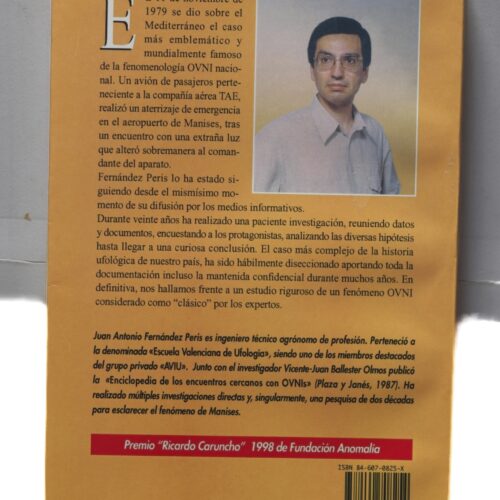 E
1979 se dio sobre el
Mediterráneo el caso
más emblemático y
mundialmente famoso
de la fenomenología OVNI nacio-
nal. Un avión de pasajeros perte-
neciente a la compañía aérea TAE,
realizó un aterrizaje de emergencia
en el aeropuerto de Manises, tras
un encuentro con una extraña luz
que alteró sobremanera al coman-
dante del aparato.
Fernández Peris lo ha estado si-
guiendo desde el mismísimo mo-
mento de su difusión por los medios informativos.
Durante veinte años ha realizado una paciente investigación, reuniendo datos
y documentos, encuestando a los protagonistas, analizando las diversas hipótesis
hasta llegar a una curiosa conclusión. El caso más complejo de la historia
ufológica de nuestro país, ha sido hábilmente diseccionado aportando toda la
documentación incluso la mantenida confidencial durante muchos años. En
definitiva, nos hallamos frente a un estudio riguroso de un fenómeno OVNI
considerado como “clásico” por los expertos.
Juan Antonio Fernández Peris es ingeniero técnico agrónomo de profesión. Perteneció a
la denominada «Escuela Valenciana de Ufología», siendo uno de los miembros destacados
del grupo privado «AVIU». Junto con el investigador Vicente-Juan Ballester Olmos publicó
la «Enciclopedia de los encuentros cercanos con OVNIs» (Plaza y Janés, 1987). Ha
realizado múltiples investigaciones directas y, singularmente, una pesquisa de dos décadas
para esclarecer el fenómeno de Manises.
Premio “Ricardo Caruncho” 1998 de Fundación Anomalía
ISBN 84-607-0825-X